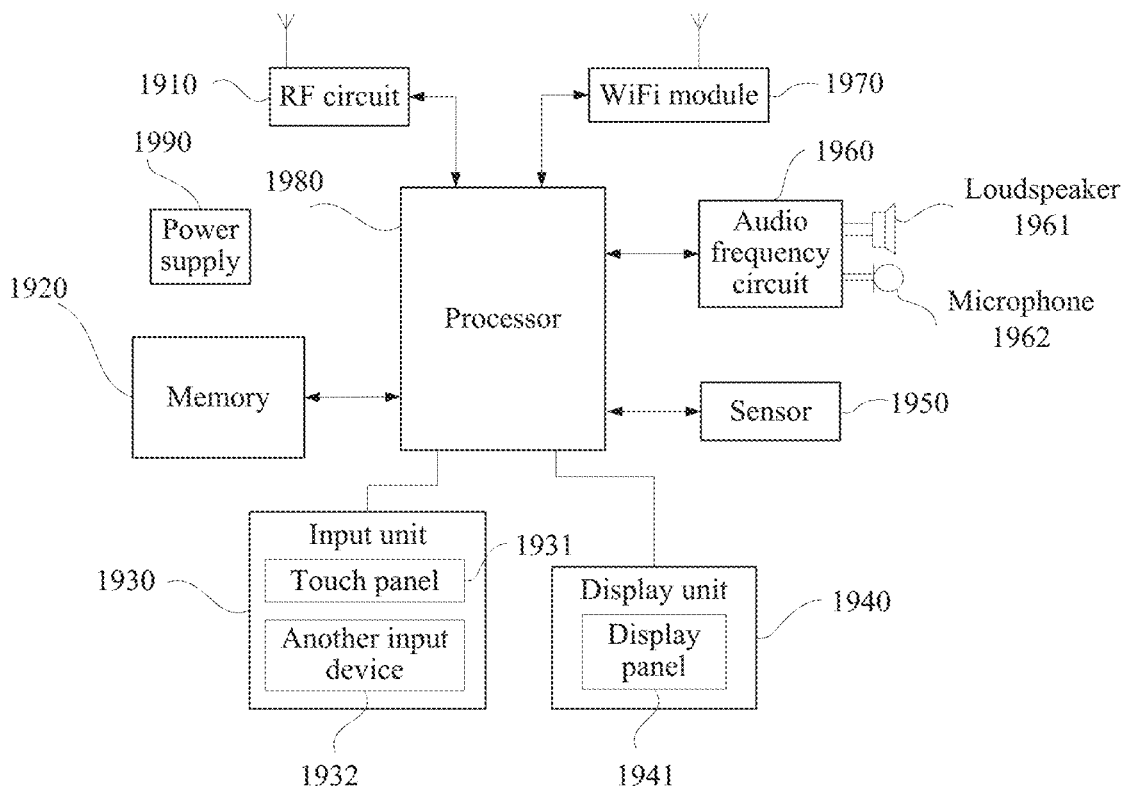 1910
RF circuit
WiFi module
1970
1990
1980
1960
Power
supply
Audio
frequency
circuit
Loudspeaker
1961
1920
Processor
Microphone
1962
Memory
Sensor
1950
Input unit
1931
1930
Touch panel
Another input
device
Display unit
1940
Display
panel
1932
1941